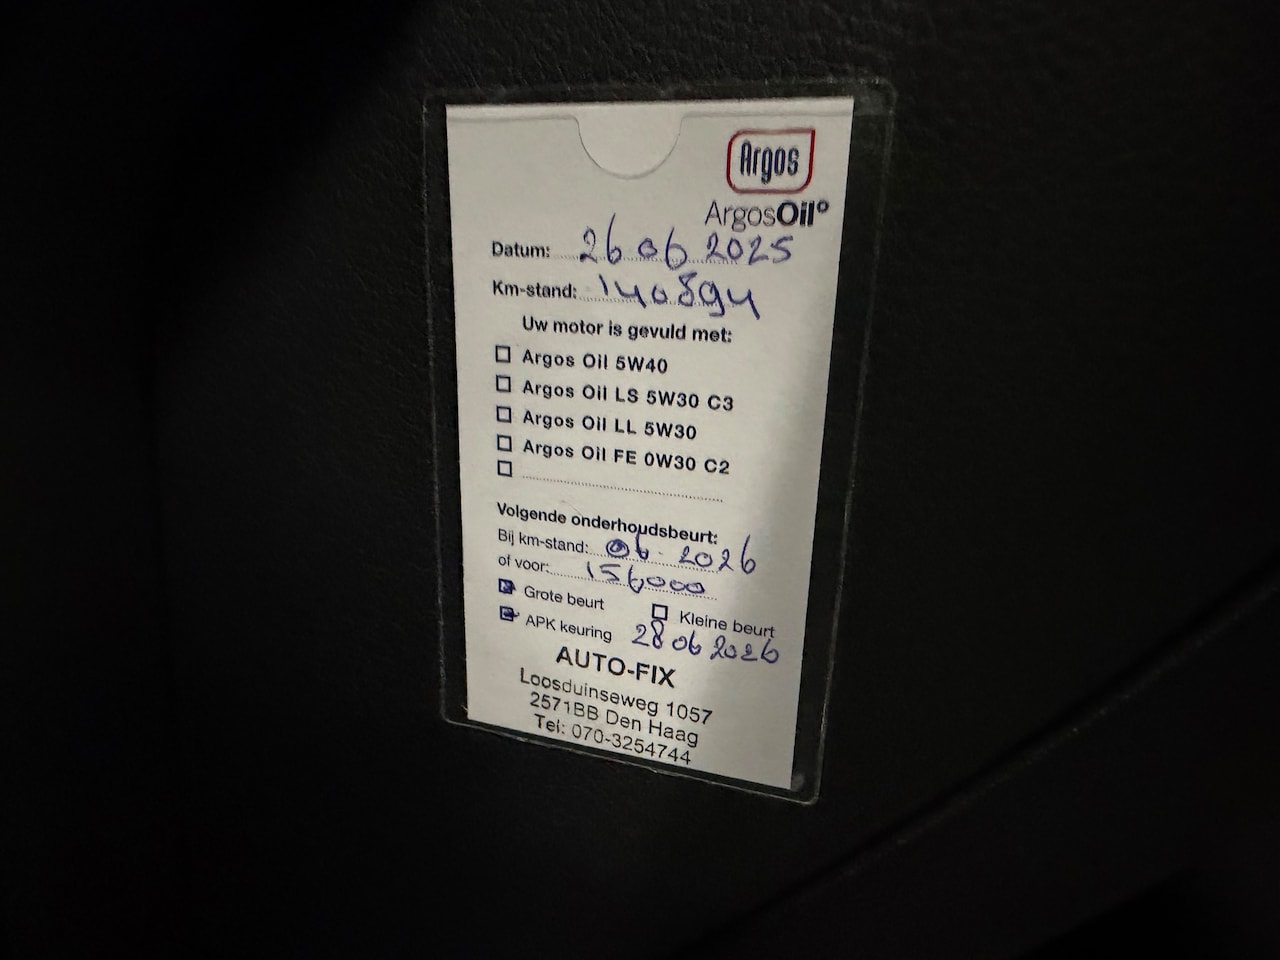 Argos
ArgosOil°
Datum: 26 06 2025
Km-stand: 140894
Uw motor is gevuld met:
☐ Argos Oil 5W40
☐ Argos Oil LS 5W30 C3
☐ Argos Oil LL 5W30
☐ Argos Oil FE 0W30 C2
☐
Volgende onderhoudsbeurt:
Bij km-stand: 06-2026
of voor: 156000
☑ Grote beurt ☐ Kleine beurt
☑ APK keuring 28 06 2026
AUTO-FIX
Loosduinseweg 1057
2571BB Den Haag
Tel: 070-3254744